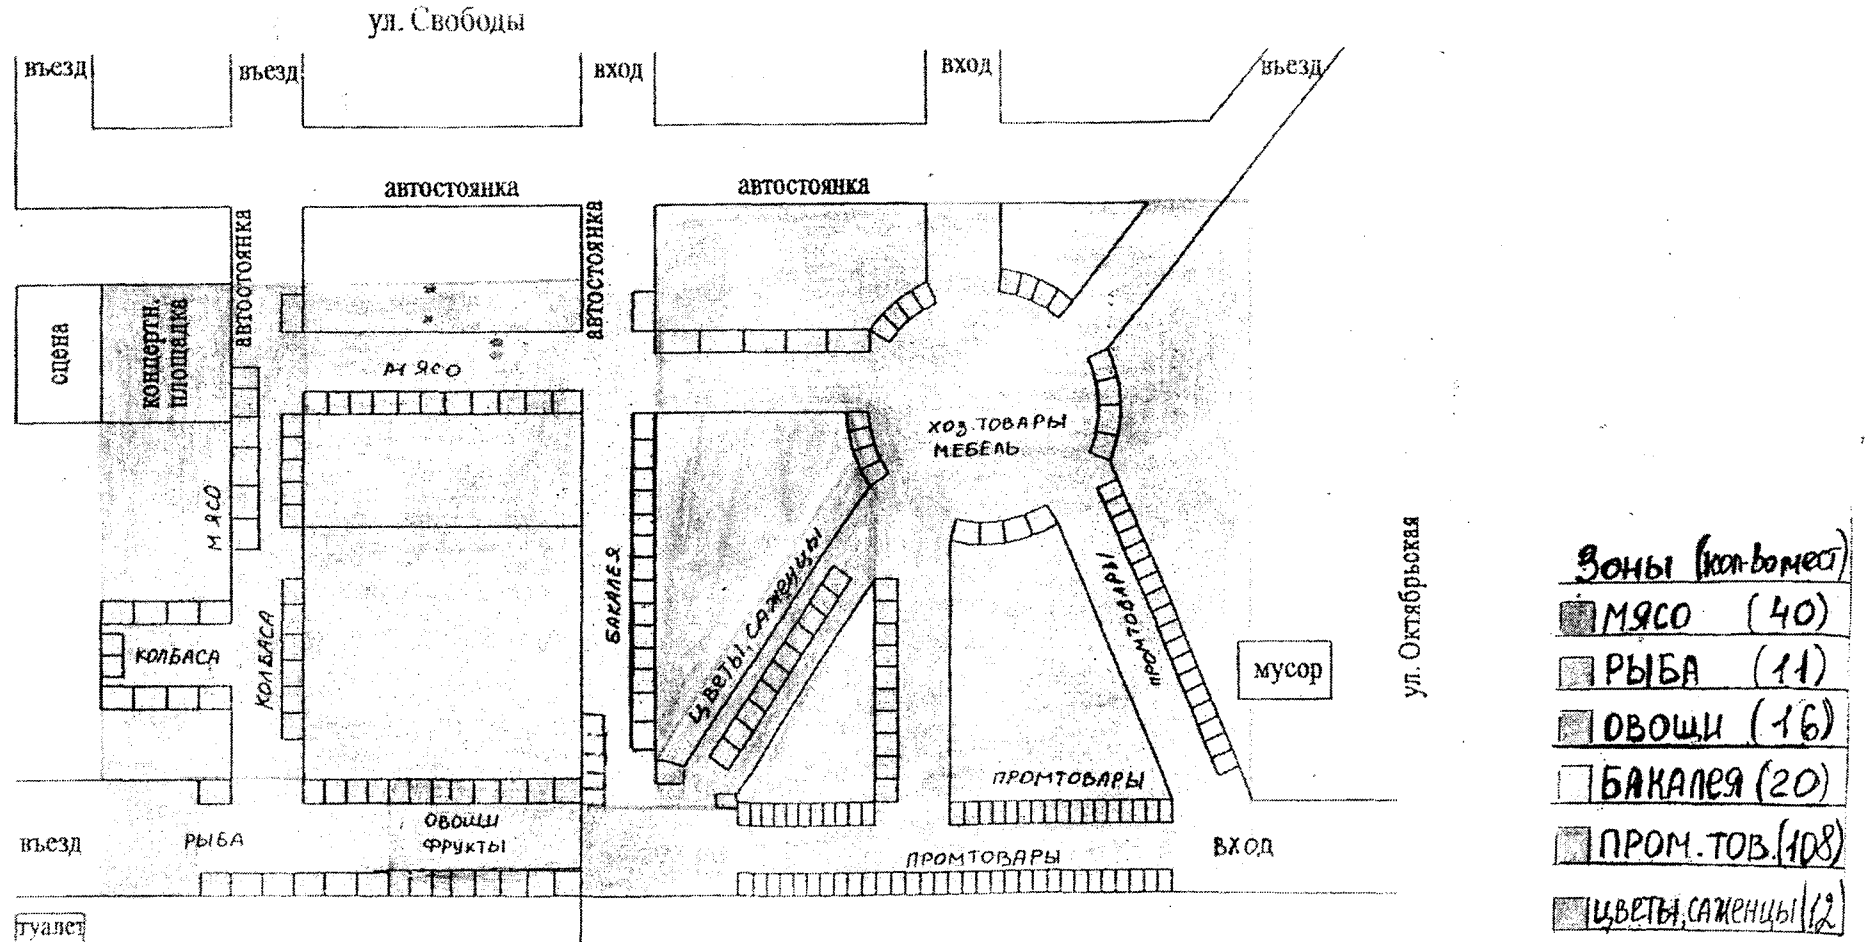 ул. Свободы
въезд
въезд
вход
вход
въезд
автостоянка
автостоянка
автостоянка
автостоянка
сцена
концертн.
площадка
МЯСО
ХОЗ.ТОВАРЫ
МЕБЕЛЬ
МЯСО
КОЛБАСА
КОЛБАСА
БАКАЛЕЯ
ЦВЕТЫ, САЖЕНЦЫ
ПРОМТОВАРЫ
мусор
ул. Октябрьская
ПРОМТОВАРЫ
въезд
РЫБА
ОВОЩИ
ФРУКТЫ
ПРОМТОВАРЫ
ВХОД
туалет
Зоны (кол-во мест)
МЯСО (40)
РЫБА (11)
ОВОЩИ (16)
БАКАЛЕЯ (20)
ПРОМ.ТОВ.(108)
ЦВЕТЫ,САЖЕНЦЫ(12)